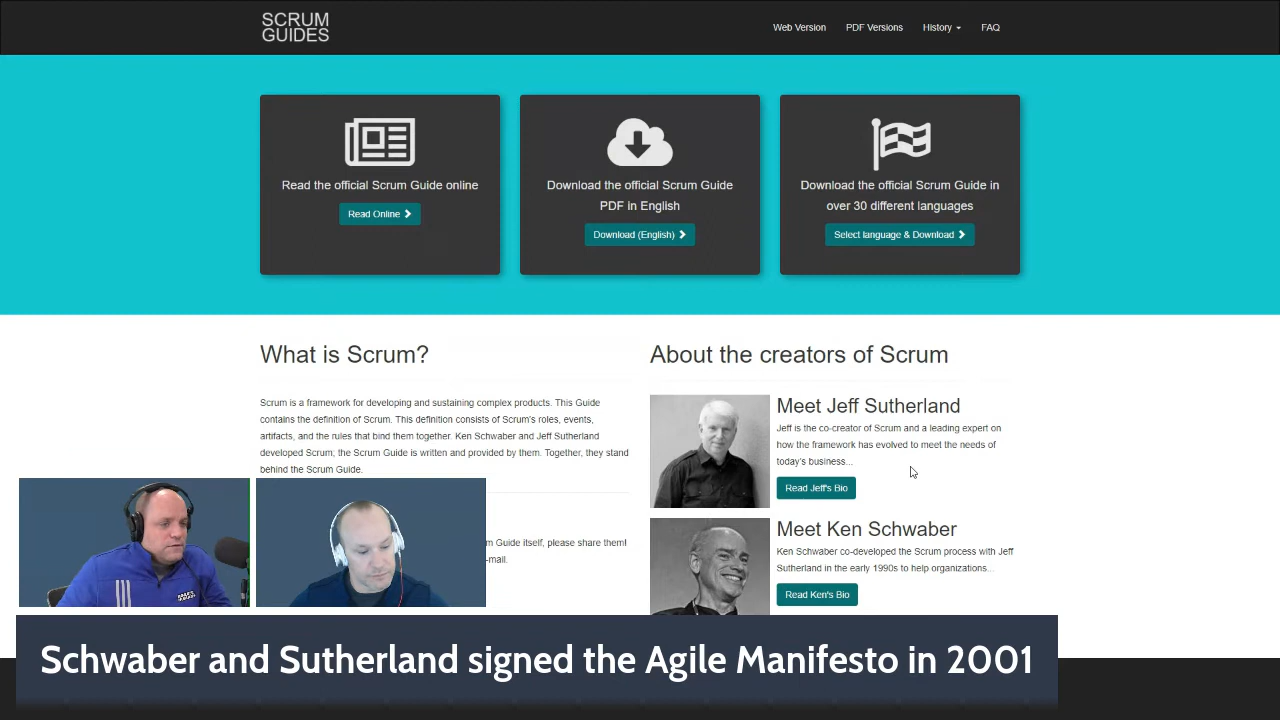 SCRUM
GUIDES
Web Version
PDF Versions
History
FAQ
Read the official Scrum Guide online
Read Online
Download the official Scrum Guide
PDF in English
Download (English)
Download the official Scrum Guide in
over 30 different languages
Select language & Download
What is Scrum?
Scrum is a framework for developing and sustaining complex products. This Guide
contains the definition of Scrum. This definition consists of Scrum's roles, events,
artifacts, and the rules that bind them together. Ken Schwaber and Jeff Sutherland
developed Scrum; the Scrum Guide is written and provided by them. Together, they stand
behind the Scrum Guide.
Guide itself, please share them!
About the creators of Scrum
Meet Jeff Sutherland
Jeff is the co-creator of Scrum and a leading expert on
how the framework has evolved to meet the needs of
today's business...
Read Jeff's Bio
Meet Ken Schwaber
Ken Schwaber co-developed the Scrum process with Jeff
Sutherland in the early 1990s to help organizations...
Read Ken's Bio
Schwaber and Sutherland signed the Agile Manifesto in 2001